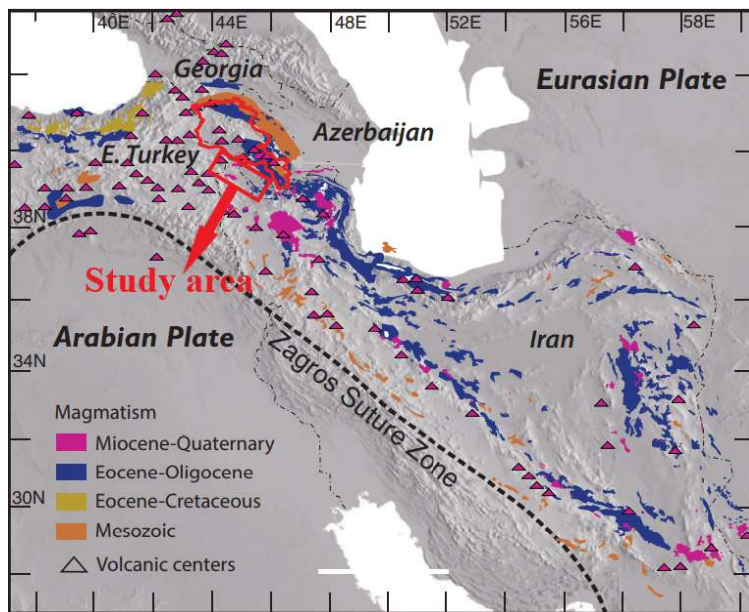 40E 44E 48E 52E 56E 58E
Georgia
Eurasian Plate
Azerbaijan
E. Turkey
38N
Study area
Arabian Plate
Iran
34N
Zagros Suture Zone
Magmatism
Miocene-Quaternary
Eocene-Oligocene
Eocene-Cretaceous
30N
Mesozoic
Volcanic centers